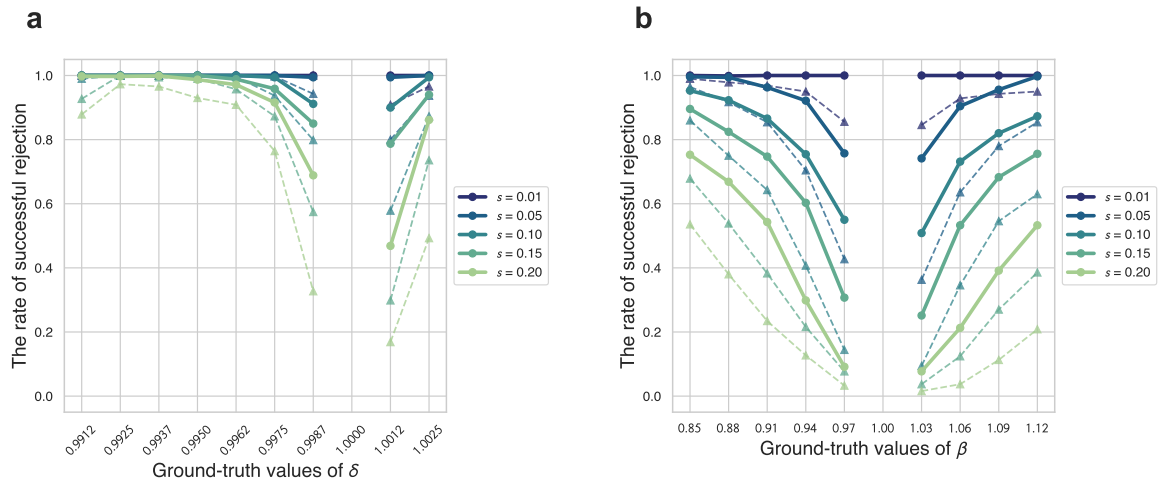 a
The rate of successful rejection
1.0
0.8
0.6
0.4
0.2
0.0
0.9912
0.9925
0.9937
0.9950
0.9962
0.9975
0.9987
1.0000
1.0012
1.0025
Ground-truth values of δ
s = 0.01
s = 0.05
s = 0.10
s = 0.15
s = 0.20
b
The rate of successful rejection
1.0
0.8
0.6
0.4
0.2
0.0
0.85
0.88
0.91
0.94
0.97
1.00
1.03
1.06
1.09
1.12
Ground-truth values of β
s = 0.01
s = 0.05
s = 0.10
s = 0.15
s = 0.20